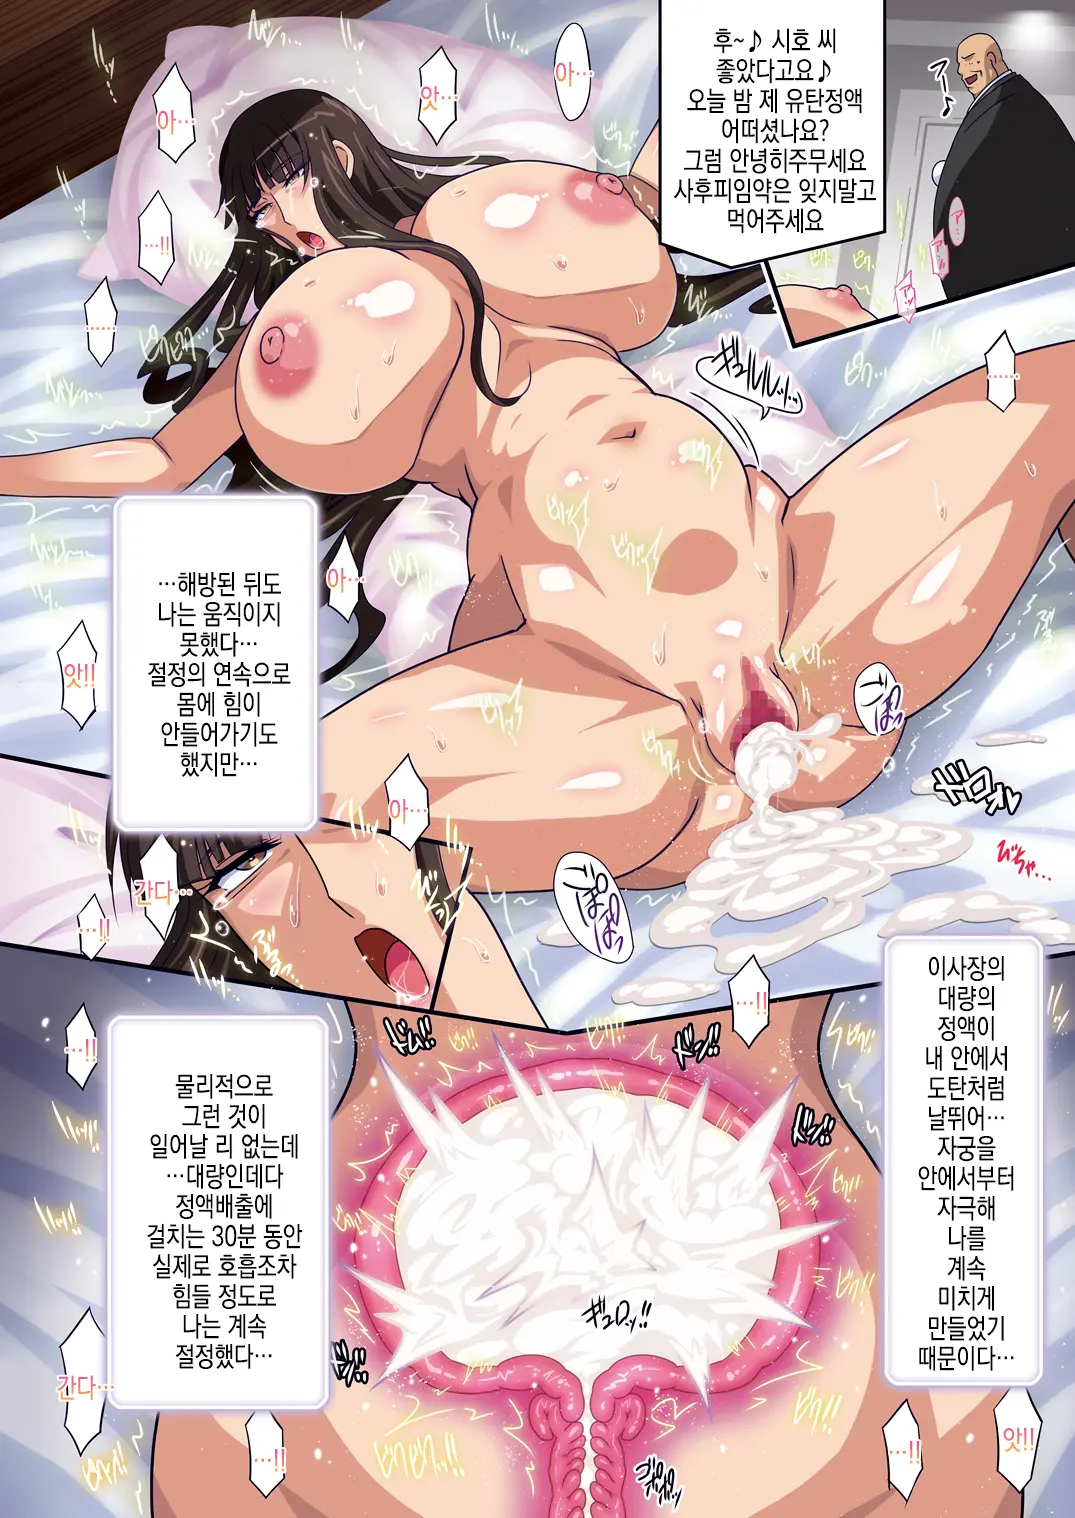 후~♪ 시호 씨
좋았다고요♪
오늘 밤 제 유탄정액
어떠셨나요?
그럼 안녕히주무세요
사후피임약은 잊지말고
먹어주세요
아…
앗…
아…
…!!
……
……
…해방된 뒤도
나는 움직이지
못했다…
절정의 연속으로
몸에 힘이
안들어가기도
했지만…
아…
앗!!
아…
간다…
…!!
…!!
이사장의
대량의
정액이
내 안에서
도탄처럼
날뛰어…
자궁을
안에서부터
자극해
나를
계속
미치게
만들었기
때문이다…
…!!
물리적으로
그런 것이
일어날 리 없는데
…대량인데다
정액배출에
걸치는 30분 동안
실제로 호흡조차
힘들 정도로
나는 계속
절정했다…
간다…
…!!
…!!
앗!!